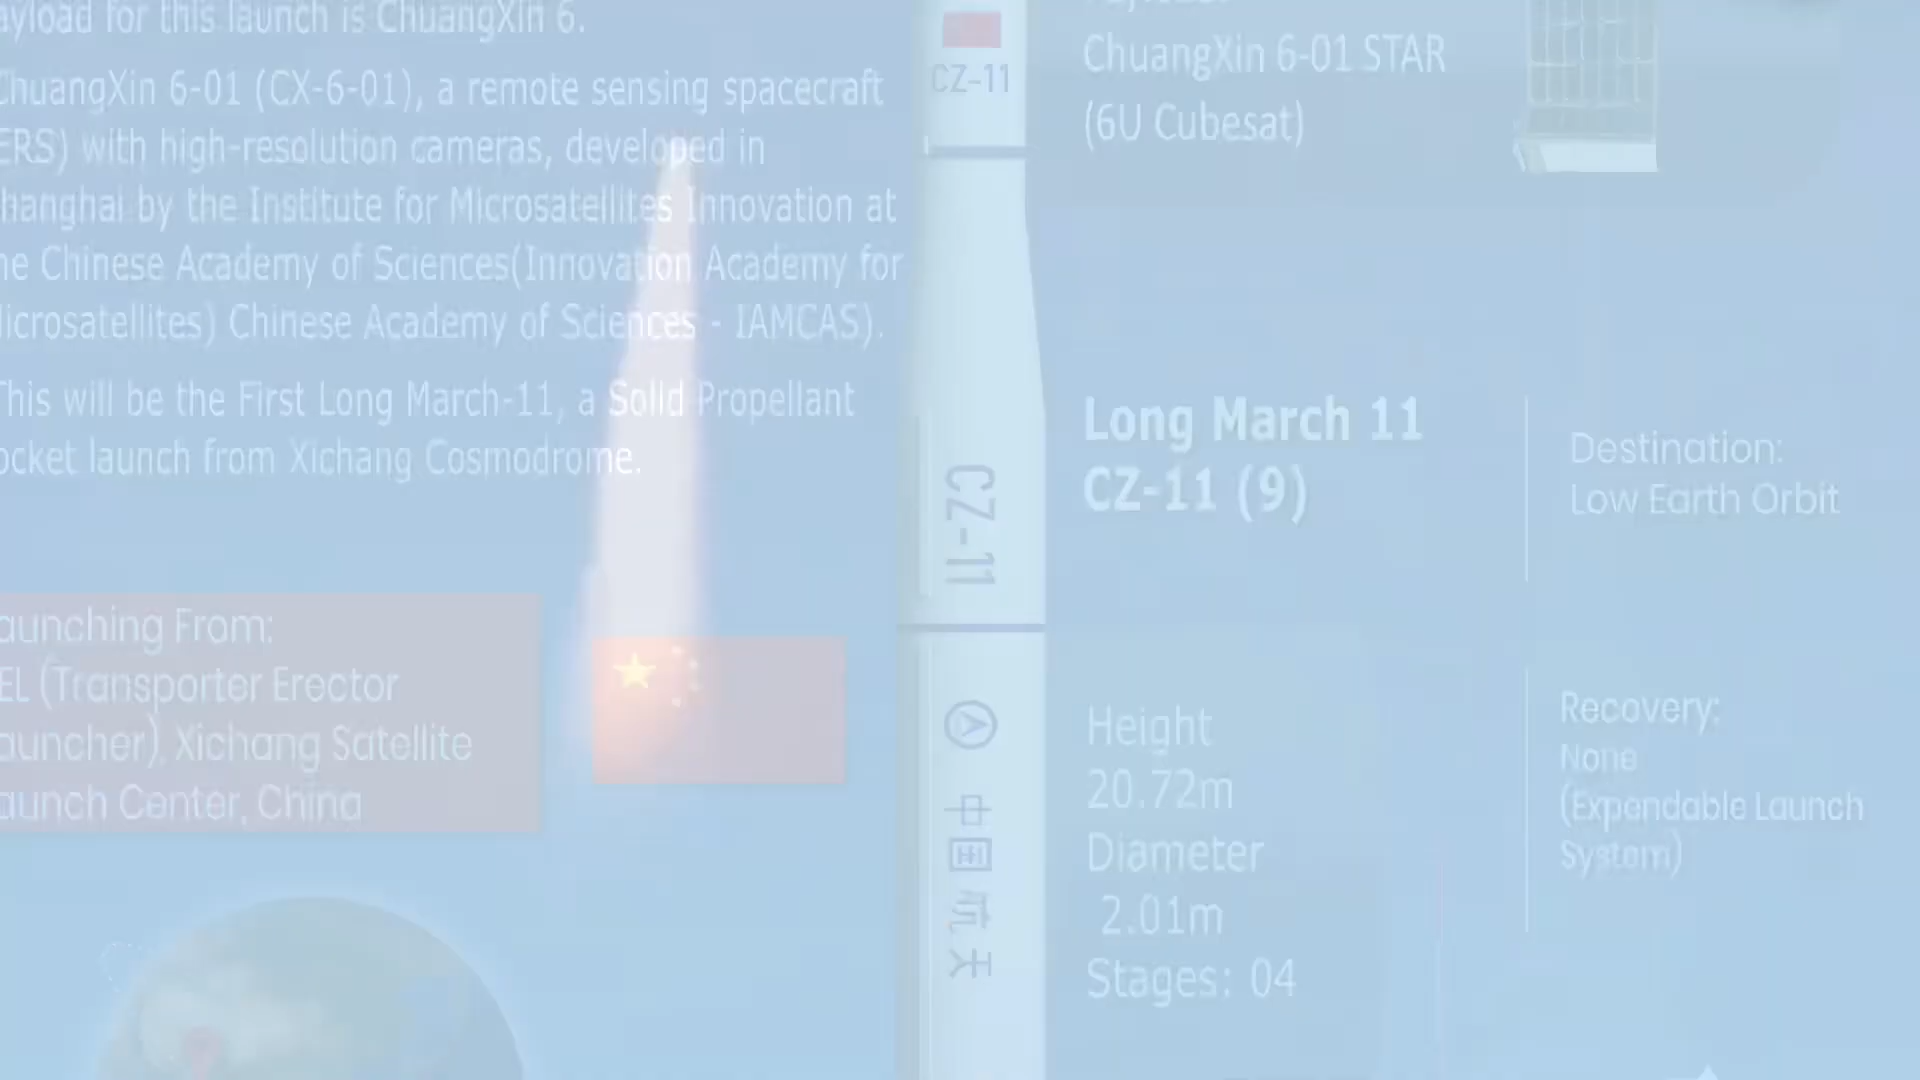 ayload for this launch is ChuangXin 6.
ChuangXin 6-01 (CX-6-01), a remote sensing spacecraft
ERS) with high-resolution cameras, developed in
hanghai by the Institute for Microsatellites Innovation at
he Chinese Academy of Sciences(Innovation Academy for
icrosatellites) Chinese Academy of Sciences - IAMCAS).
This will be the First Long March-11, a Solid Propellant
ocket launch from Xichang Cosmodrome.
aunching From:
EL (Transporter Erector
auncher), Xichang Satellite
aunch Center, China
CZ-11
CZ-11
中国航天
ChuangXin 6-01 STAR
(6U Cubesat)
Long March 11
CZ-11 (9)
Destination:
Low Earth Orbit
Height
20.72m
Diameter
2.01m
Stages: 04
Recovery:
None
(Expendable Launch
System)